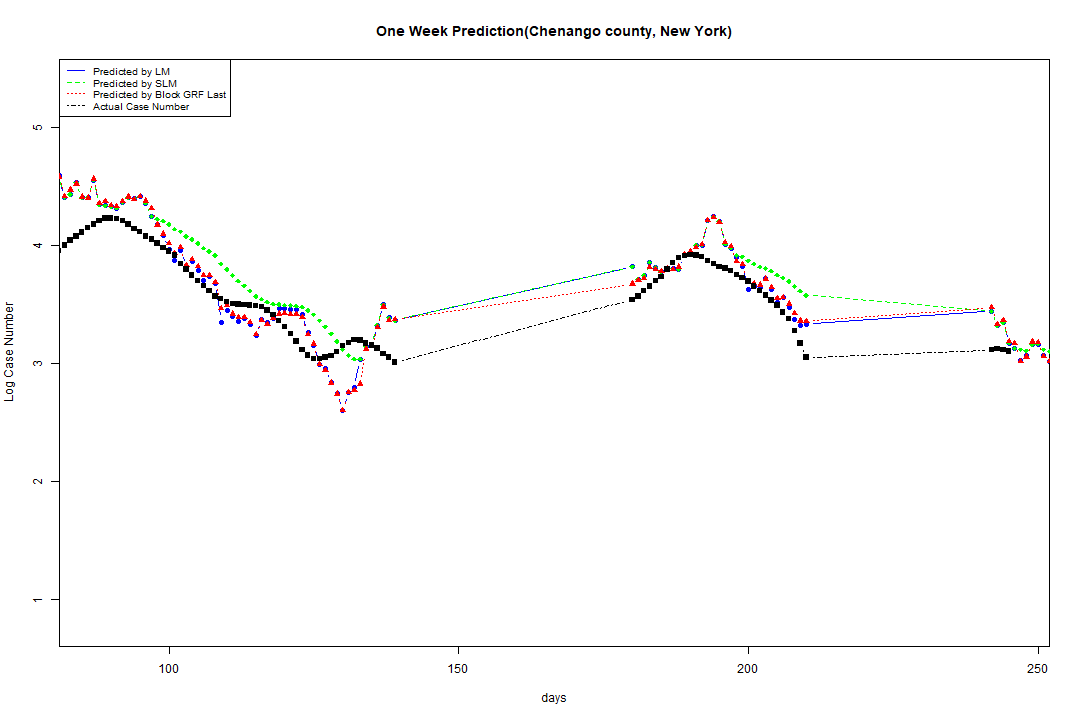 One Week Prediction(Chenango county, New York)
Predicted by LM
Predicted by SLM
Predicted by Block GRF Last
Actual Case Number
5
4
3
2
1
Log Case Number
100
150
200
250
days